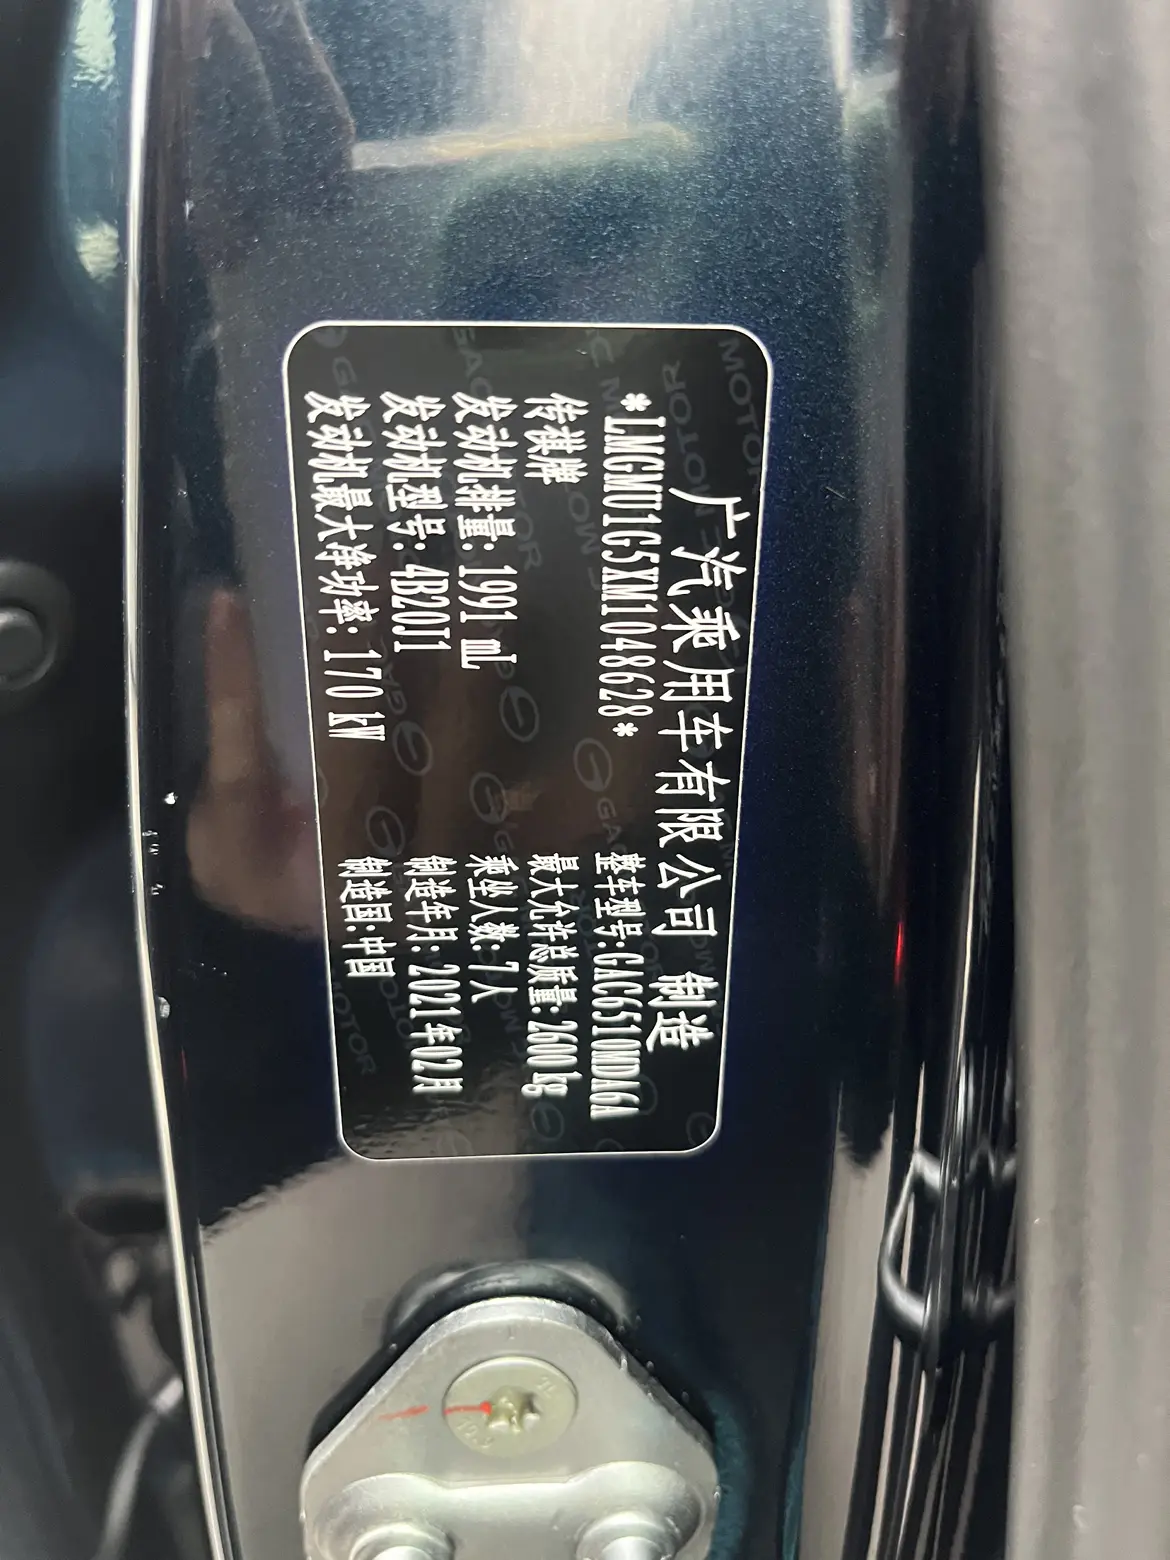 广汽乘用车有限公司 制造
*LMGMU1G5XM1048628*
整车型号:GAC6510MDA6A
传祺牌
最大允许总质量:2600 kg
发动机排量:1991 mL
乘坐人数:7人
发动机型号:4B20J1
制造年月:2021年02月
发动机最大净功率:170 kW
制造国:中国